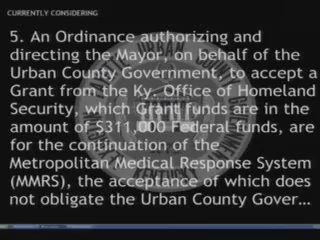 CURRENTLY CONSIDERING
5. An Ordinance authorizing and
directing the Mayor, on behalf of the
Urban County Government, to accept a
Grant from the Ky. Office of Homeland
Security, which Grant funds are in the
amount of $311,000 Federal funds, are
for the continuation of the
Metropolitan Medical Response System
(MMRS), the acceptance of which does
not obligate the Urban County Gover...